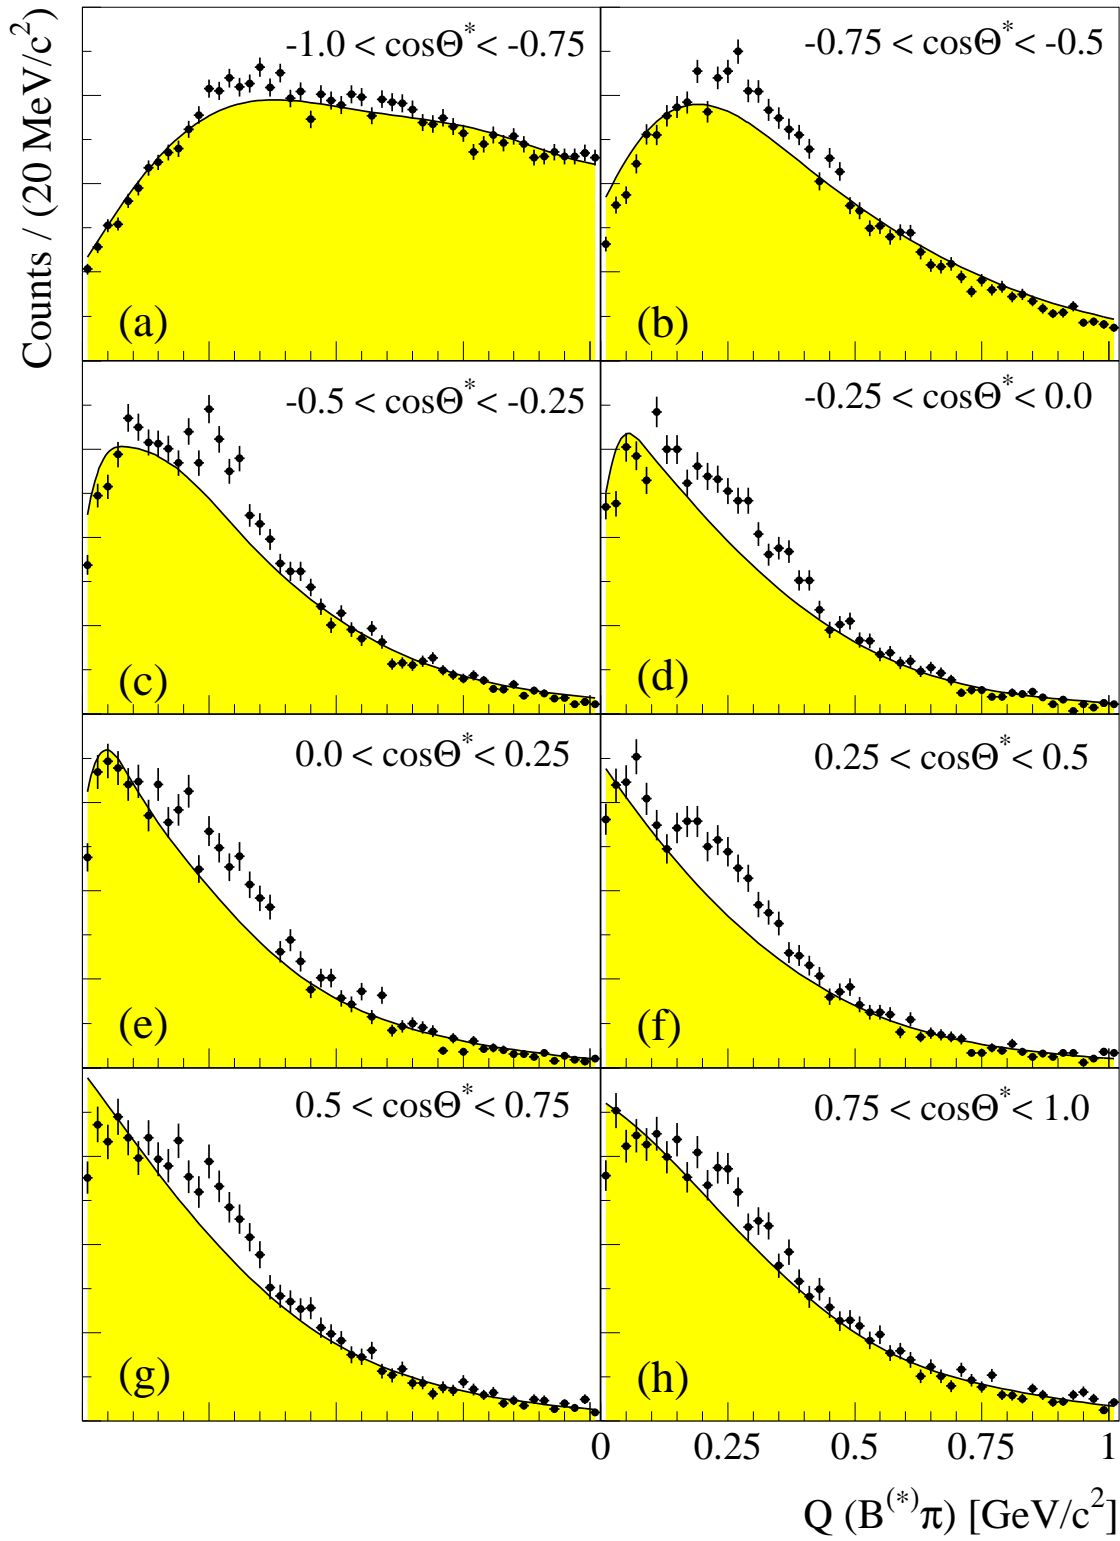 Counts / (20 MeV/c²)
-1.0 < cosΘ* < -0.75
(a)
-0.75 < cosΘ* < -0.5
(b)
-0.5 < cosΘ* < -0.25
(c)
-0.25 < cosΘ* < 0.0
(d)
0.0 < cosΘ* < 0.25
(e)
0.25 < cosΘ* < 0.5
(f)
0.5 < cosΘ* < 0.75
(g)
0.75 < cosΘ* < 1.0
(h)
0 0.25 0.5 0.75 1
Q (B⁽*⁾π) [GeV/c²]